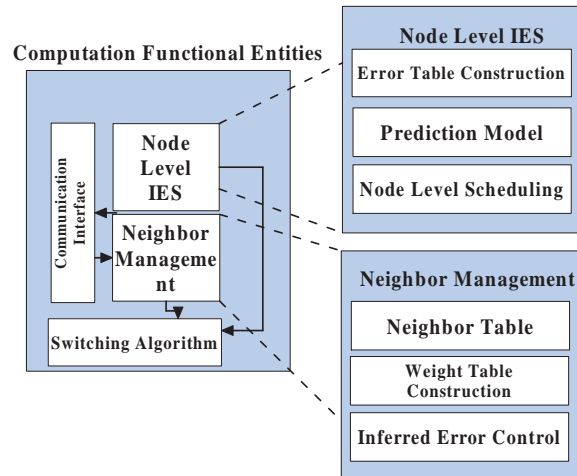 Computation Functional Entities
Communication
Interface
Node
Level
IES
Neighbor
Manageme
nt
Switching Algorithm
Node Level IES
Error Table Construction
Prediction Model
Node Level Scheduling
Neighbor Management
Neighbor Table
Weight Table
Construction
Inferred Error Control